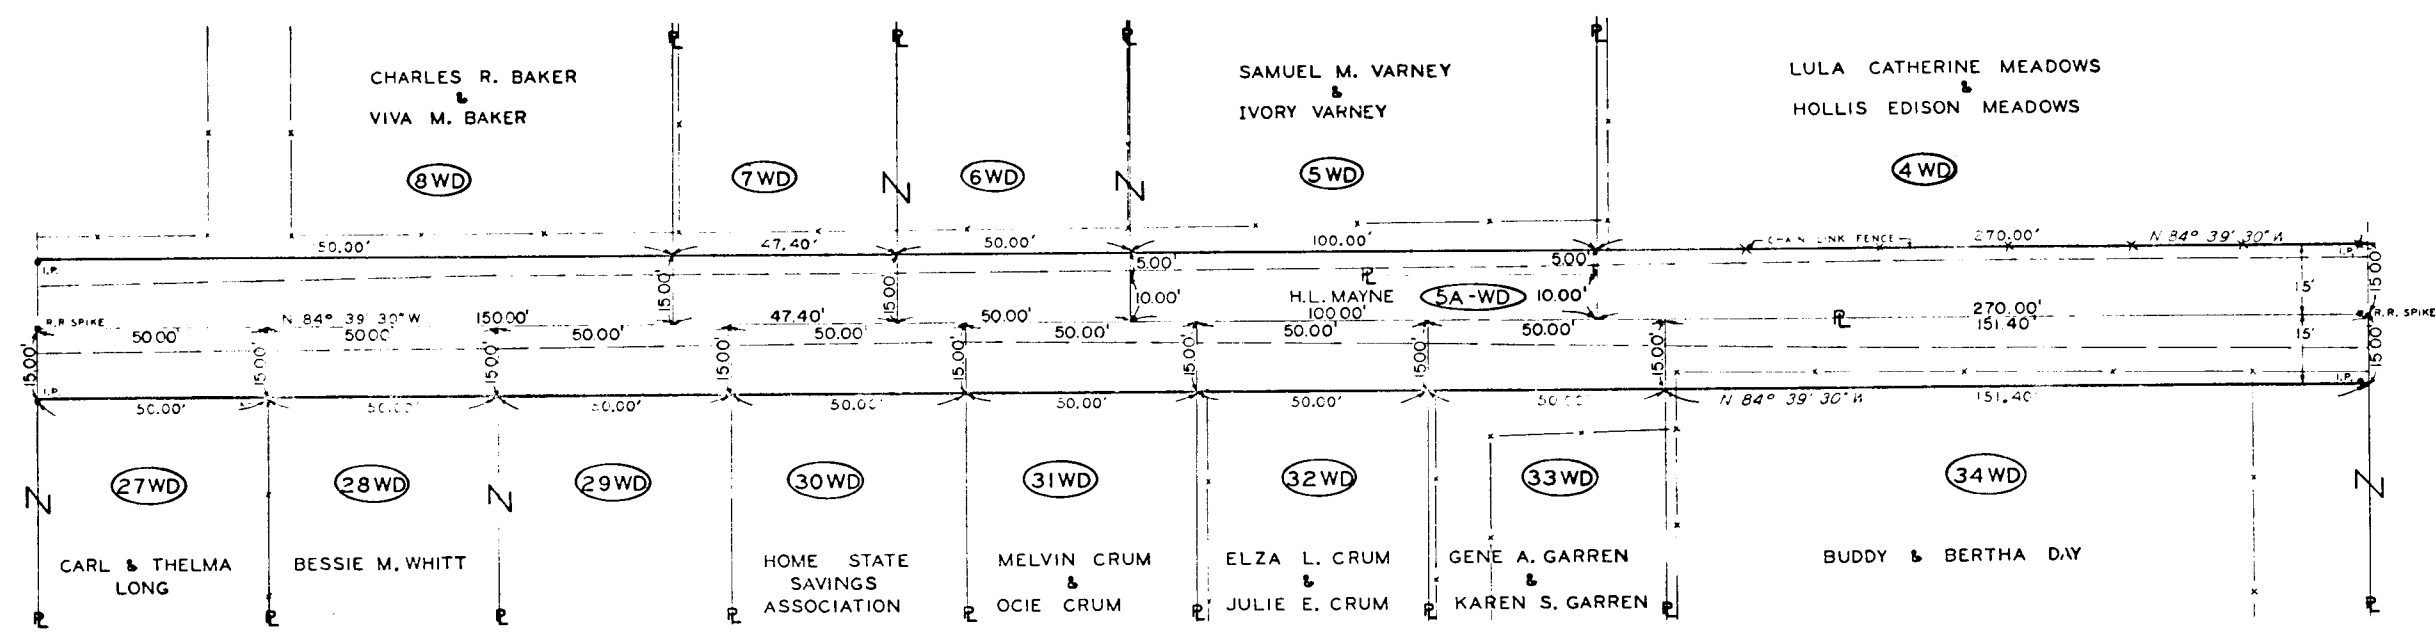 CHARLES R. BAKER
&
VIVA M. BAKER
SAMUEL M. VARNEY
&
IVORY VARNEY
LULA CATHERINE MEADOWS
&
HOLLIS EDISON MEADOWS
8WD
7WD
6WD
5WD
4WD
50.00'
47.40'
50.00'
100.00'
CHAIN LINK FENCE
270.00'
N 84° 39' 30" W
I.P.
5.00'
5.00'
I.P.
15.00'
15.00'
10.00'
H.L. MAYNE
5A-WD
10.00'
15'
15.00'
R.R SPIKE
N 84° 39' 30" W
150.00'
47.40'
50.00'
100.00'
270.00'
R.R. SPIKE
50.00'
50.00'
50.00'
50.00'
50.00'
50.00'
50.00'
151.40'
15.00'
15.00'
15.00'
15.00'
15.00'
15.00'
15.00'
15.00'
15'
15.00'
I.P.
I.P.
50.00'
50.00'
50.00'
50.00'
50.00'
50.00'
50.00'
N 84° 39' 30" W
151.40'
27WD
28WD
29WD
30WD
31WD
32WD
33WD
34WD
CARL & THELMA
LONG
BESSIE M. WHITT
HOME STATE
SAVINGS
ASSOCIATION
MELVIN CRUM
&
OCIE CRUM
ELZA L. CRUM
&
JULIE E. CRUM
GENE A. GARREN
&
KAREN S. GARREN
BUDDY & BERTHA DAY